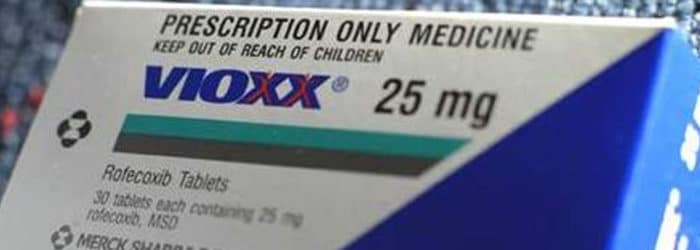 PRESCRIPTION ONLY MEDICINE
KEEP OUT OF REACH OF CHILDREN
VIOXX® 25 mg
Rofecoxib Tablets
30 tablets each containing 25 mg
rofecoxib, MSD
MERCK SHARP